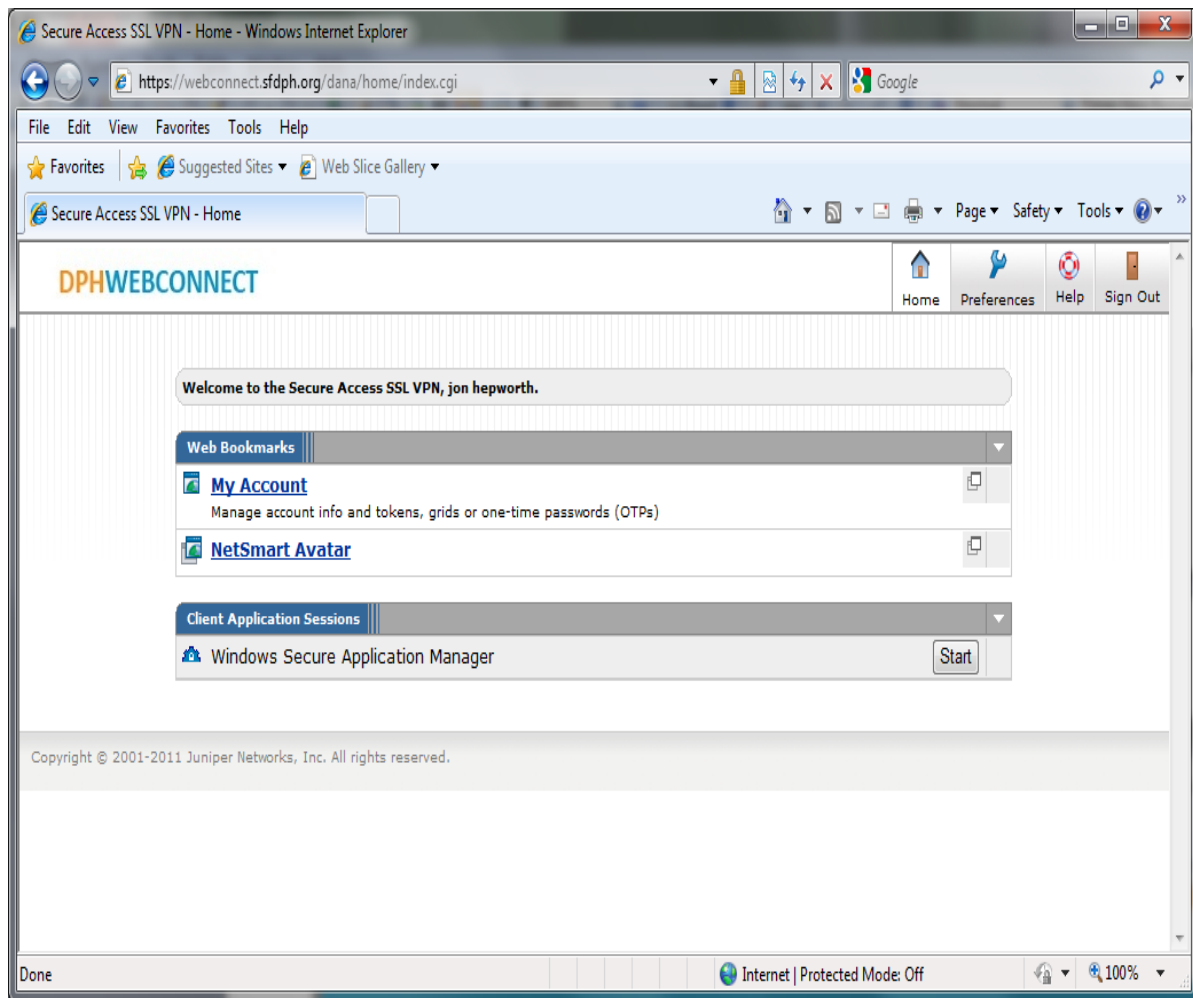 Secure Access SSL VPN - Home - Windows Internet Explorer
https://webconnect.sfdph.org/dana/home/index.cgi
Google
File Edit View Favorites Tools Help
Favorites Suggested Sites Web Slice Gallery
Secure Access SSL VPN - Home
Page Safety Tools
DPHWEBCONNECT
Home Preferences Help Sign Out
Welcome to the Secure Access SSL VPN, jon hepworth.
Web Bookmarks
My Account
Manage account info and tokens, grids or one-time passwords (OTPs)
NetSmart Avatar
Client Application Sessions
Windows Secure Application Manager
Start
Copyright © 2001-2011 Juniper Networks, Inc. All rights reserved.
Done
Internet | Protected Mode: Off
100%